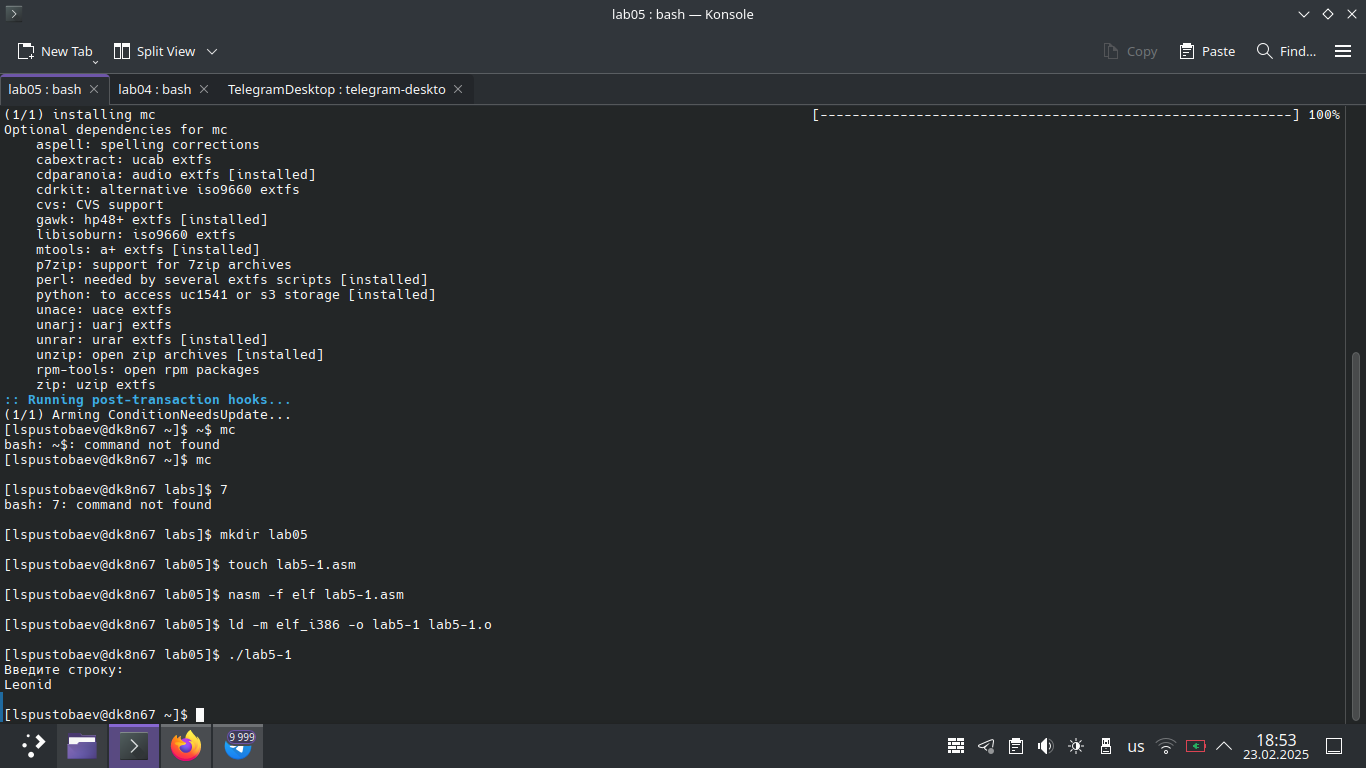 lab05 : bash — Konsole
New Tab
Split View
Copy
Paste
Find...
lab05 : bash
lab04 : bash
TelegramDesktop : telegram-deskto
(1/1) installing mc [-----------------------------------------------------------] 100%
Optional dependencies for mc
    aspell: spelling corrections
    cabextract: ucab extfs
    cdparanoia: audio extfs [installed]
    cdrkit: alternative iso9660 extfs
    cvs: CVS support
    gawk: hp48+ extfs [installed]
    libisoburn: iso9660 extfs
    mtools: a+ extfs [installed]
    p7zip: support for 7zip archives
    perl: needed by several extfs scripts [installed]
    python: to access uc1541 or s3 storage [installed]
    unace: uace extfs
    unarj: uarj extfs
    unrar: urar extfs [installed]
    unzip: open zip archives [installed]
    rpm-tools: open rpm packages
    zip: uzip extfs
:: Running post-transaction hooks...
(1/1) Arming ConditionNeedsUpdate...
[lspustobaev@dk8n67 ~]$ ~$ mc
bash: ~$: command not found
[lspustobaev@dk8n67 ~]$ mc
[lspustobaev@dk8n67 labs]$ 7
bash: 7: command not found
[lspustobaev@dk8n67 labs]$ mkdir lab05
[lspustobaev@dk8n67 lab05]$ touch lab5-1.asm
[lspustobaev@dk8n67 lab05]$ nasm -f elf lab5-1.asm
[lspustobaev@dk8n67 lab05]$ ld -m elf_i386 -o lab5-1 lab5-1.o
[lspustobaev@dk8n67 lab05]$ ./lab5-1
Введите строку:
Leonid
[lspustobaev@dk8n67 ~]$
9 999
us
18:53
23.02.2025